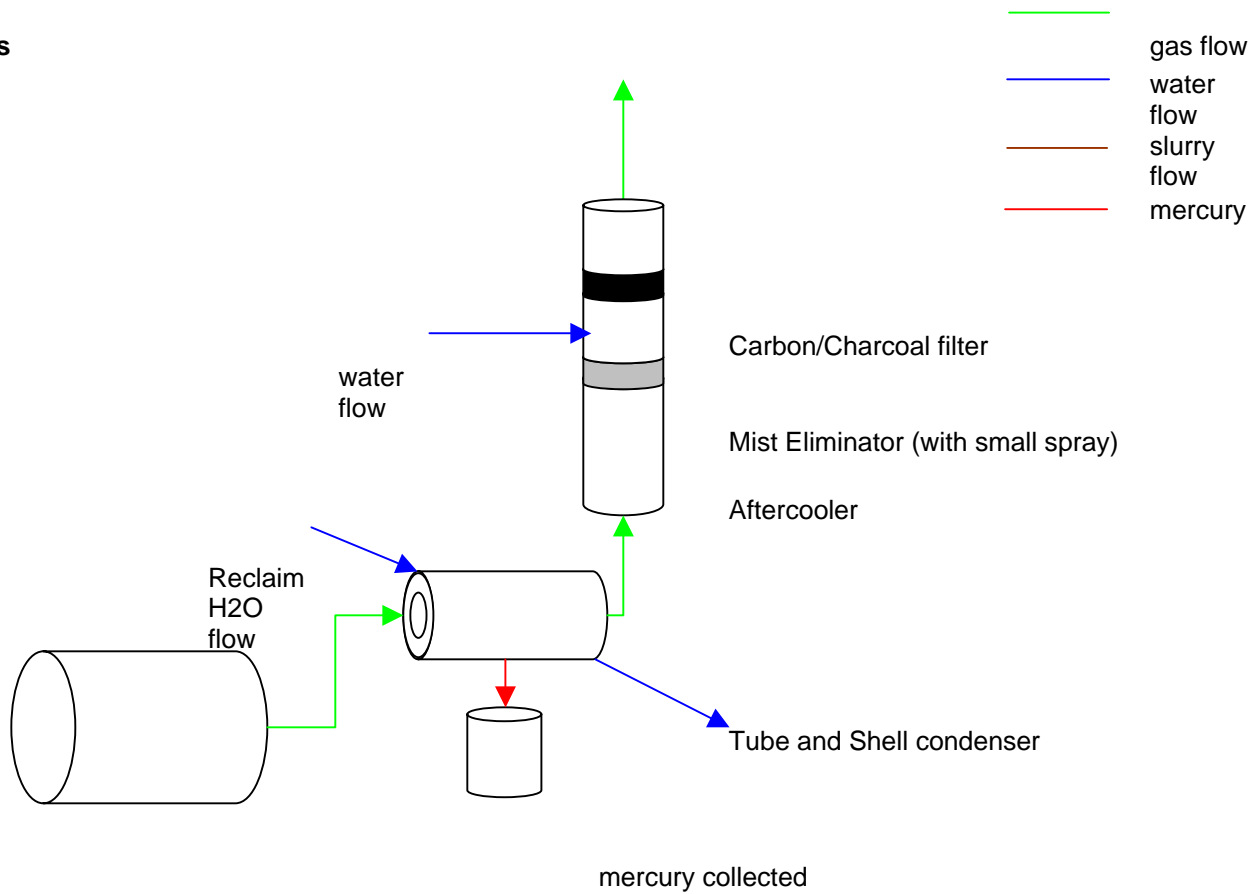 s
gas flow
water
flow
slurry
flow
mercury
water
flow
Carbon/Charcoal filter
Mist Eliminator (with small spray)
Aftercooler
Reclaim
H2O
flow
Tube and Shell condenser
mercury collected